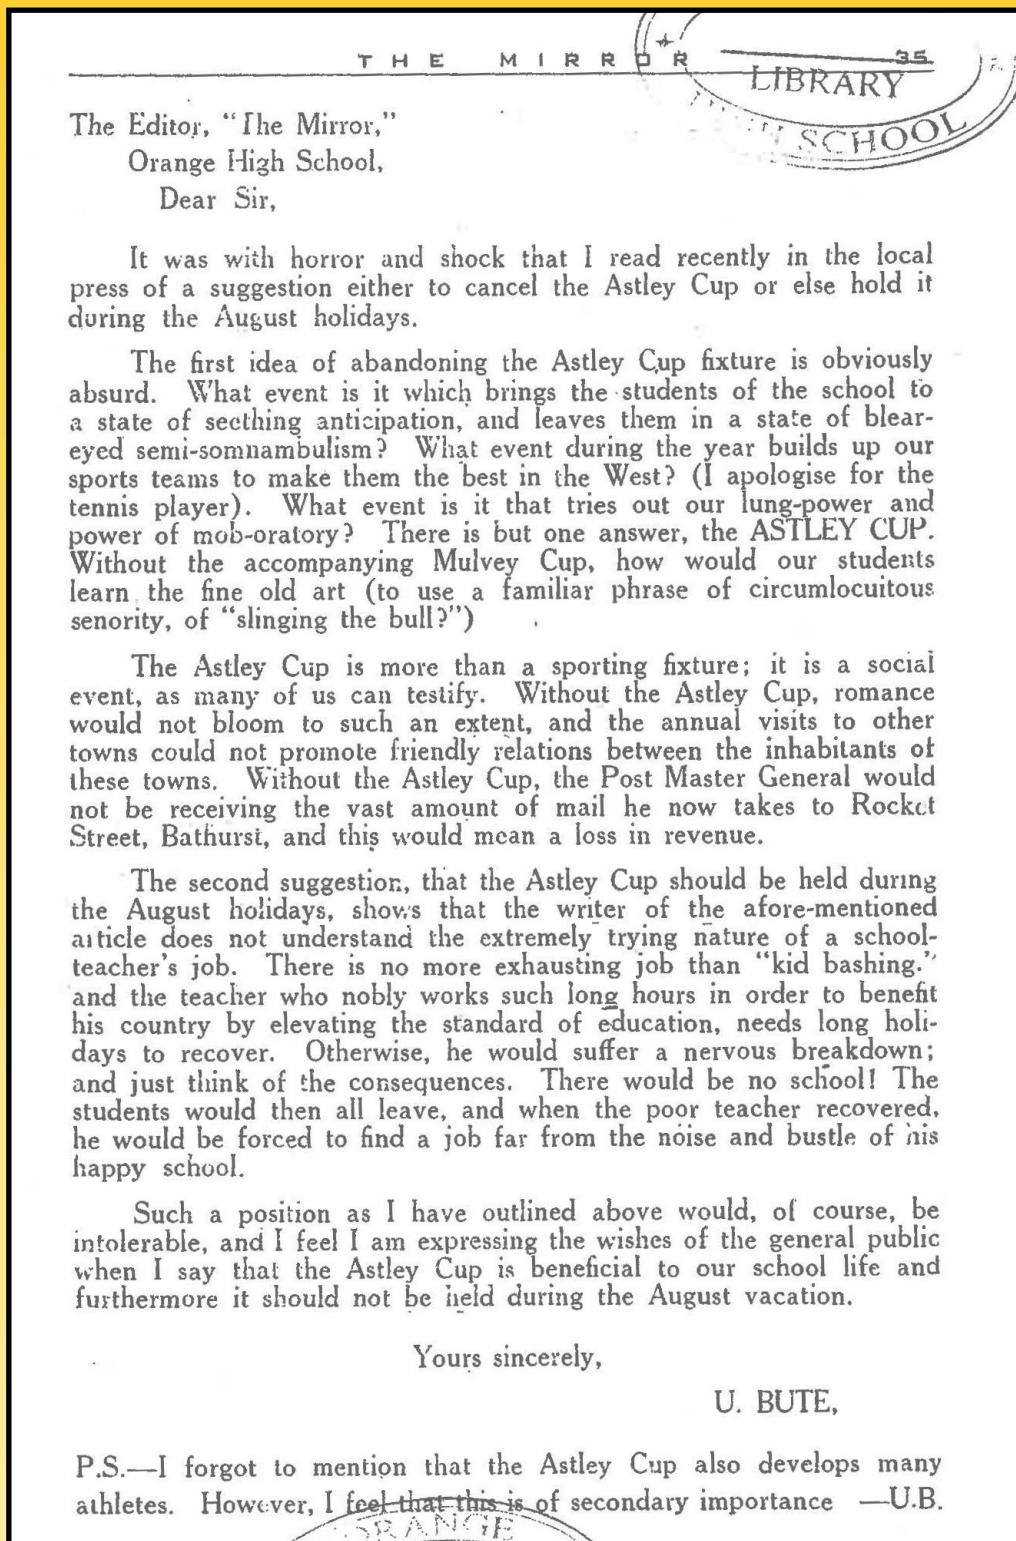 THE MIRROR 35
LIBRARY
SCHOOL
The Editor, "The Mirror,"
Orange High School,
Dear Sir,
It was with horror and shock that I read recently in the local
press of a suggestion either to cancel the Astley Cup or else hold it
during the August holidays.
The first idea of abandoning the Astley Cup fixture is obviously
absurd. What event is it which brings the students of the school to
a state of seething anticipation, and leaves them in a state of blear-
eyed semi-somnambulism? What event during the year builds up our
sports teams to make them the best in the West? (I apologise for the
tennis player). What event is it that tries out our lung-power and
power of mob-oratory? There is but one answer, the ASTLEY CUP.
Without the accompanying Mulvey Cup, how would our students
learn the fine old art (to use a familiar phrase of circumlocuitous
senority, of "slinging the bull?")
The Astley Cup is more than a sporting fixture; it is a social
event, as many of us can testify. Without the Astley Cup, romance
would not bloom to such an extent, and the annual visits to other
towns could not promote friendly relations between the inhabitants of
these towns. Without the Astley Cup, the Post Master General would
not be receiving the vast amount of mail he now takes to Rocket
Street, Bathurst, and this would mean a loss in revenue.
The second suggestion, that the Astley Cup should be held during
the August holidays, shows that the writer of the afore-mentioned
article does not understand the extremely trying nature of a school-
teacher's job. There is no more exhausting job than "kid bashing."
and the teacher who nobly works such long hours in order to benefit
his country by elevating the standard of education, needs long holi-
days to recover. Otherwise, he would suffer a nervous breakdown;
and just think of the consequences. There would be no school! The
students would then all leave, and when the poor teacher recovered,
he would be forced to find a job far from the noise and bustle of his
happy school.
Such a position as I have outlined above would, of course, be
intolerable, and I feel I am expressing the wishes of the general public
when I say that the Astley Cup is beneficial to our school life and
furthermore it should not be held during the August vacation.
Yours sincerely,
U. BUTE,
P.S.—I forgot to mention that the Astley Cup also develops many
athletes. However, I feel that this is of secondary importance —U.B.
ORANGE